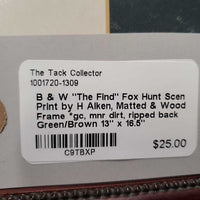 The Tack Collector
1001720-1309
B & W "The Find" Fox Hunt Scen
Print by H Alken, Matted & Wood
Frame *gc, mnr dirt, ripped back
Green/Brown 13" x 16.5"
$25.00
C9TBXP